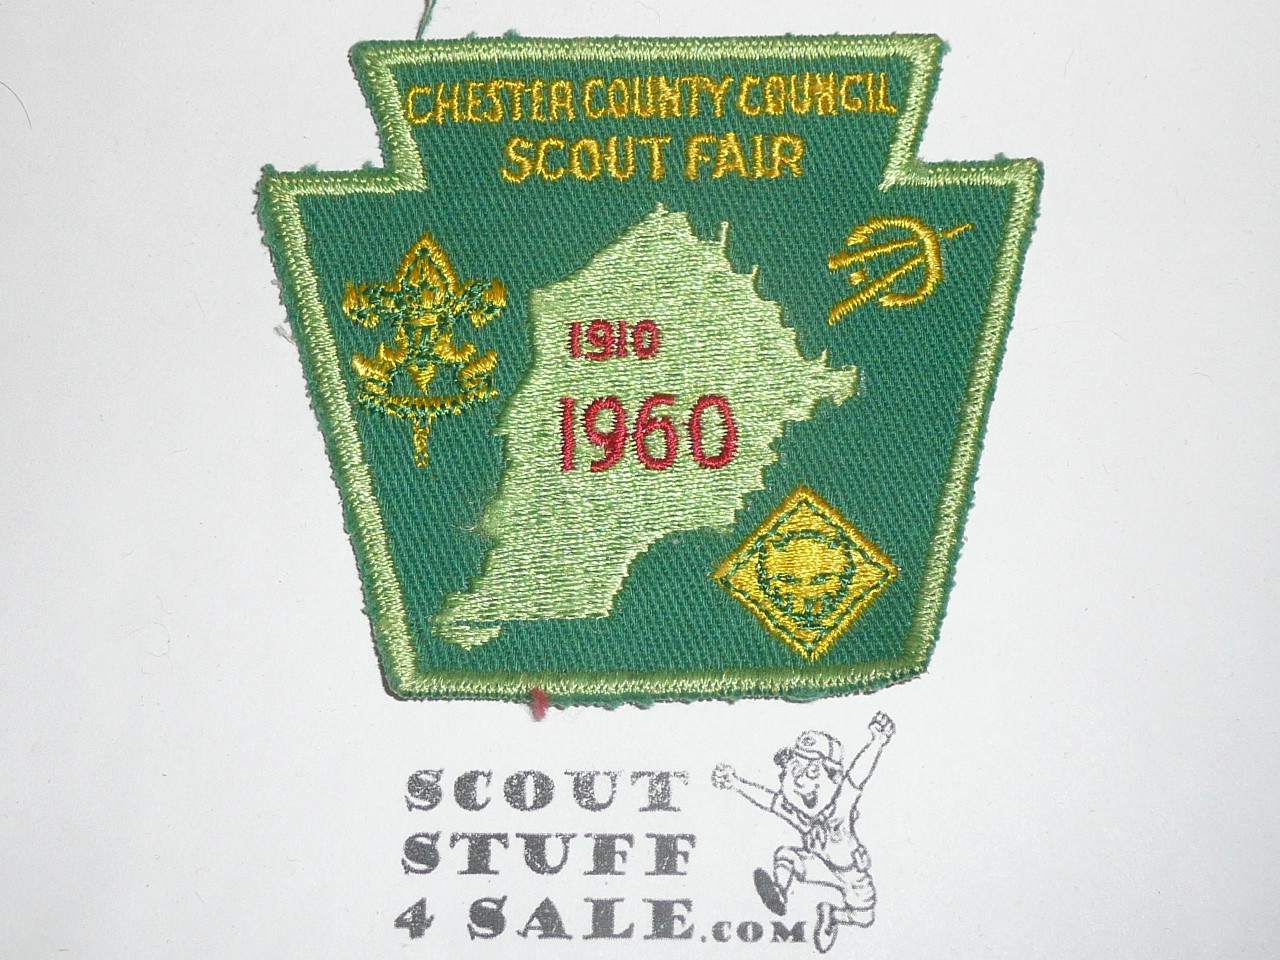 CHESTER COUNTY COUNCIL
SCOUT FAIR
1910
1960
SCOUT
STUFF
4 SALE.COM